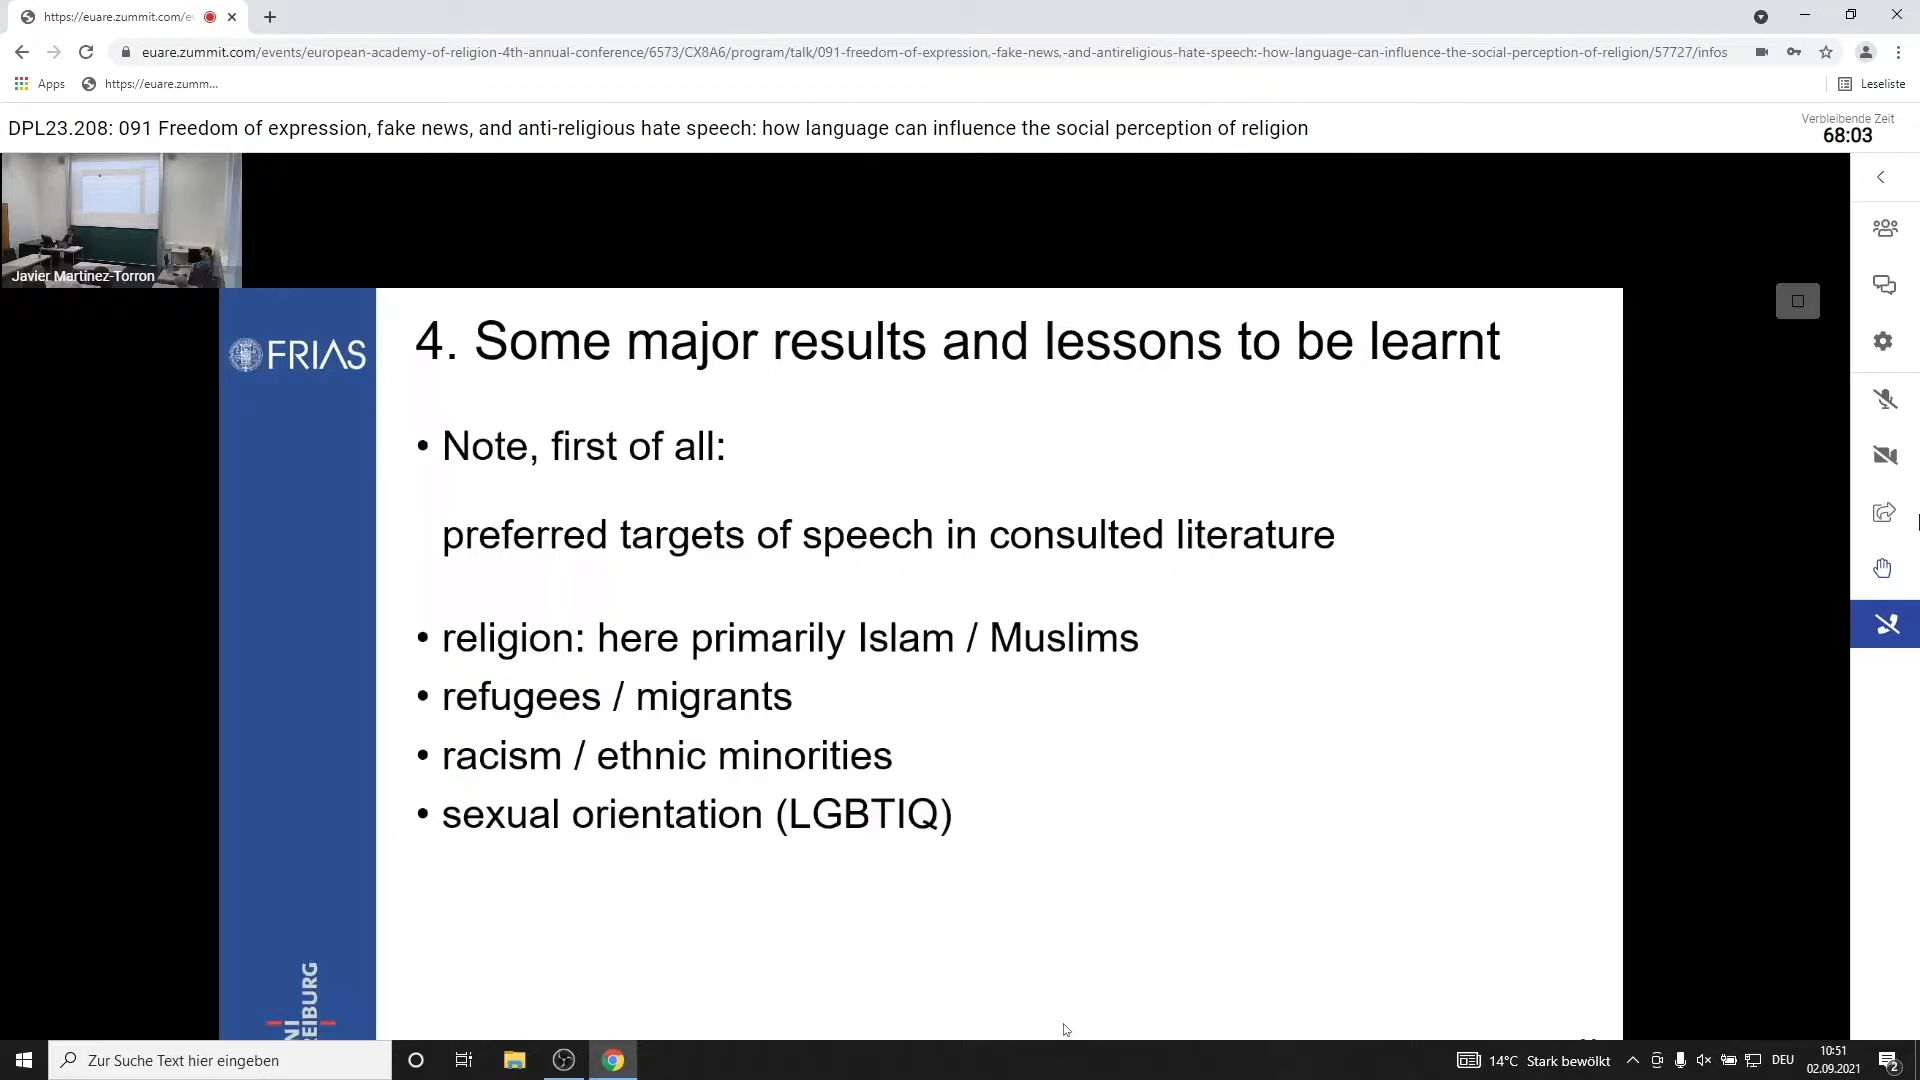 https://euare.zummit.com/e
euare.zummit.com/events/european-academy-of-religion-4th-annual-conference/6573/CX8A6/program/talk/091-freedom-of-expression,-fake-news,-and-antireligious-hate-speech:-how-language-can-influence-the-social-perception-of-religion/57727/infos
Apps
https://euare.zumm...
Leseliste
DPL23.208: 091 Freedom of expression, fake news, and anti-religious hate speech: how language can influence the social perception of religion
Verbleibende Zeit
68:03
Javier Martinez-Torron
FRIAS
4. Some major results and lessons to be learnt
• Note, first of all:
preferred targets of speech in consulted literature
• religion: here primarily Islam / Muslims
• refugees / migrants
• racism / ethnic minorities
• sexual orientation (LGBTIQ)
NI
EIBURG
Zur Suche Text hier eingeben
14°C Stark bewölkt
DEU
10:51
02.09.2021
2